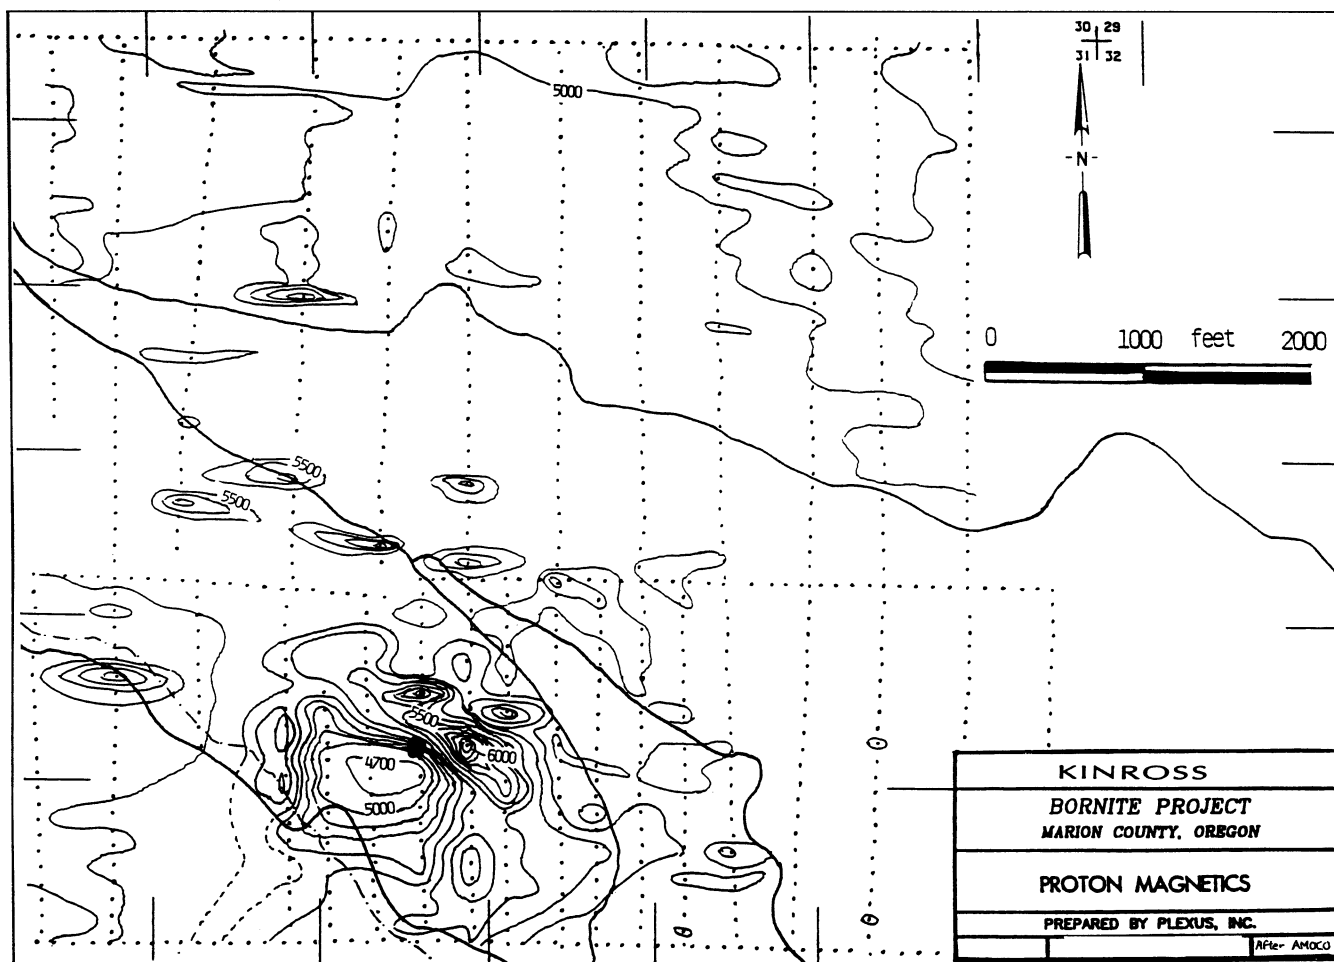 30 29
31 32
5000
-N-
0 1000 feet 2000
5500
5500
5500
6000
4700
5000
KINROSS
BORNITE PROJECT
MARION COUNTY, OREGON
PROTON MAGNETICS
PREPARED BY PLEXUS, INC.
After AMOCO